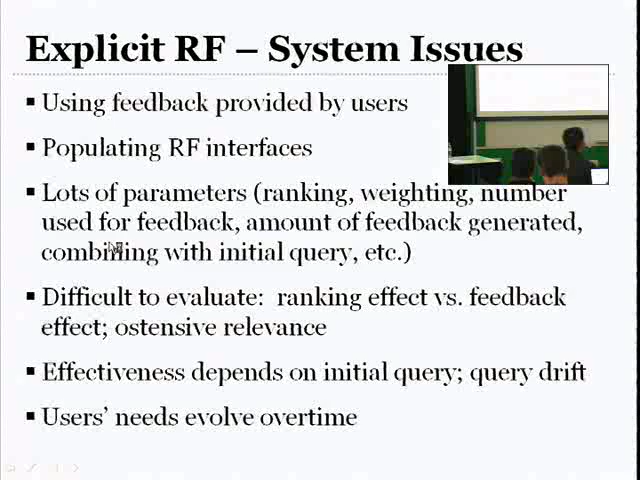 Explicit RF – System Issues
▪ Using feedback provided by users
▪ Populating RF interfaces
▪ Lots of parameters (ranking, weighting, number
used for feedback, amount of feedback generated,
combining with initial query, etc.)
▪ Difficult to evaluate: ranking effect vs. feedback
effect; ostensive relevance
▪ Effectiveness depends on initial query; query drift
▪ Users’ needs evolve overtime